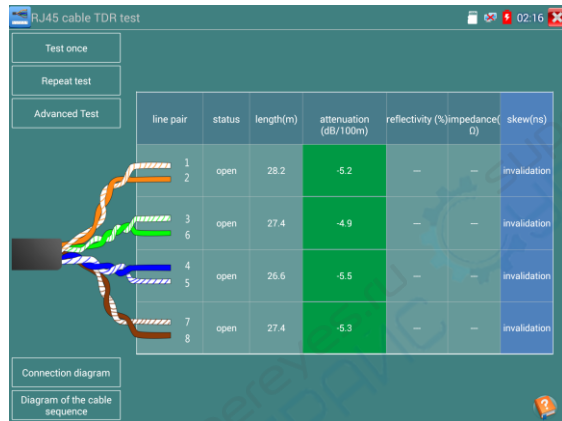 RJ45 cable TDR test
02:16
Test once
Repeat test
Advanced Test
line pair status length(m) attenuation (dB/100m) reflectivity (%) impedance(Ω) skew(ns)
1
2
open 28.2 -5.2 — — invalidation
3
6
open 27.4 -4.9 — — invalidation
4
5
open 26.6 -5.5 — — invalidation
7
8
open 27.4 -5.3 — — invalidation
Connection diagram
Diagram of the cable
sequence